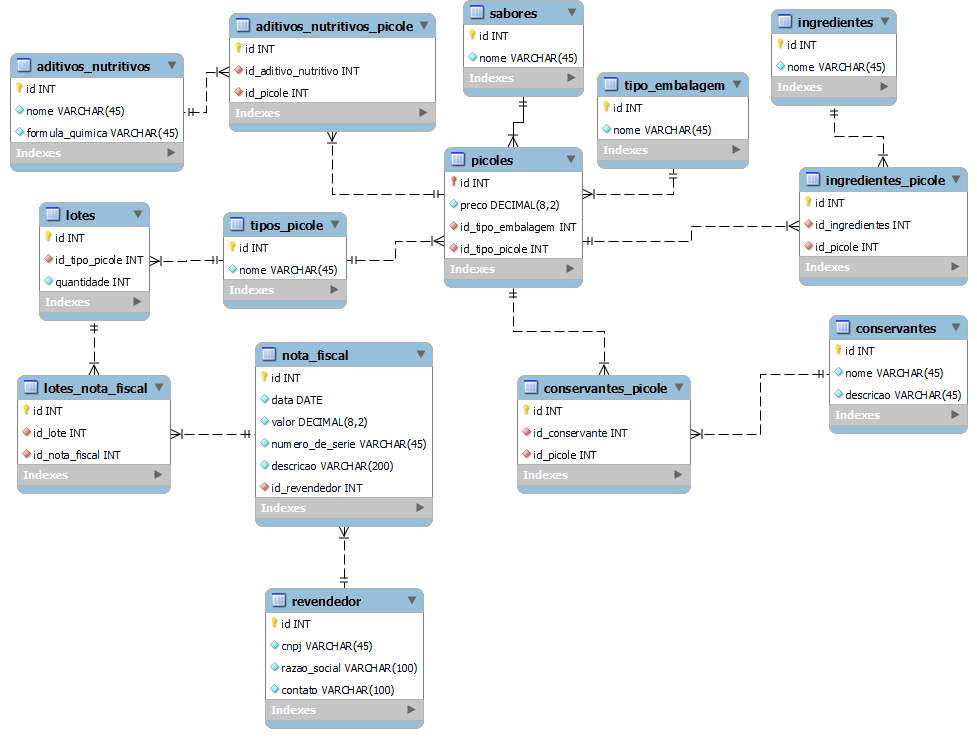 aditivos_nutritivos
id INT
nome VARCHAR(45)
formula_quimica VARCHAR(45)
Indexes
aditivos_nutritivos_picole
id INT
id_aditivo_nutritivo INT
id_picole INT
Indexes
sabores
id INT
nome VARCHAR(45)
Indexes
tipo_embalagem
id INT
nome VARCHAR(45)
Indexes
ingredientes
id INT
nome VARCHAR(45)
Indexes
lotes
id INT
id_tipo_picole INT
quantidade INT
Indexes
tipos_picole
id INT
nome VARCHAR(45)
Indexes
picoles
id INT
preco DECIMAL(8,2)
id_tipo_embalagem INT
id_tipo_picole INT
Indexes
ingredientes_picole
id INT
id_ingredientes INT
id_picole INT
Indexes
lotes_nota_fiscal
id INT
id_lote INT
id_nota_fiscal INT
Indexes
nota_fiscal
id INT
data DATE
valor DECIMAL(8,2)
numero_de_serie VARCHAR(45)
descricao VARCHAR(200)
id_revendedor INT
Indexes
conservantes_picole
id INT
id_conservante INT
id_picole INT
Indexes
conservantes
id INT
nome VARCHAR(45)
descricao VARCHAR(45)
Indexes
revendedor
id INT
cnpj VARCHAR(45)
razao_social VARCHAR(100)
contato VARCHAR(100)
Indexes